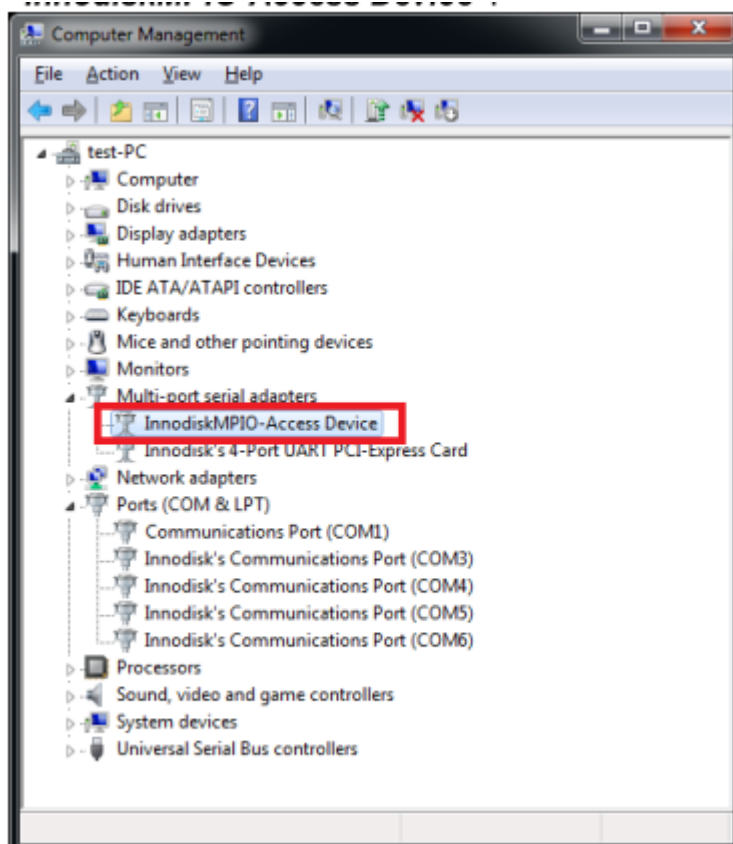 InnodiskMPIO-Access Device .
Computer Management
File Action View Help
test-PC
Computer
Disk drives
Display adapters
Human Interface Devices
IDE ATA/ATAPI controllers
Keyboards
Mice and other pointing devices
Monitors
Multi-port serial adapters
InnodiskMPIO-Access Device
Innodisk's 4-Port UART PCI-Express Card
Network adapters
Ports (COM & LPT)
Communications Port (COM1)
Innodisk's Communications Port (COM3)
Innodisk's Communications Port (COM4)
Innodisk's Communications Port (COM5)
Innodisk's Communications Port (COM6)
Processors
Sound, video and game controllers
System devices
Universal Serial Bus controllers